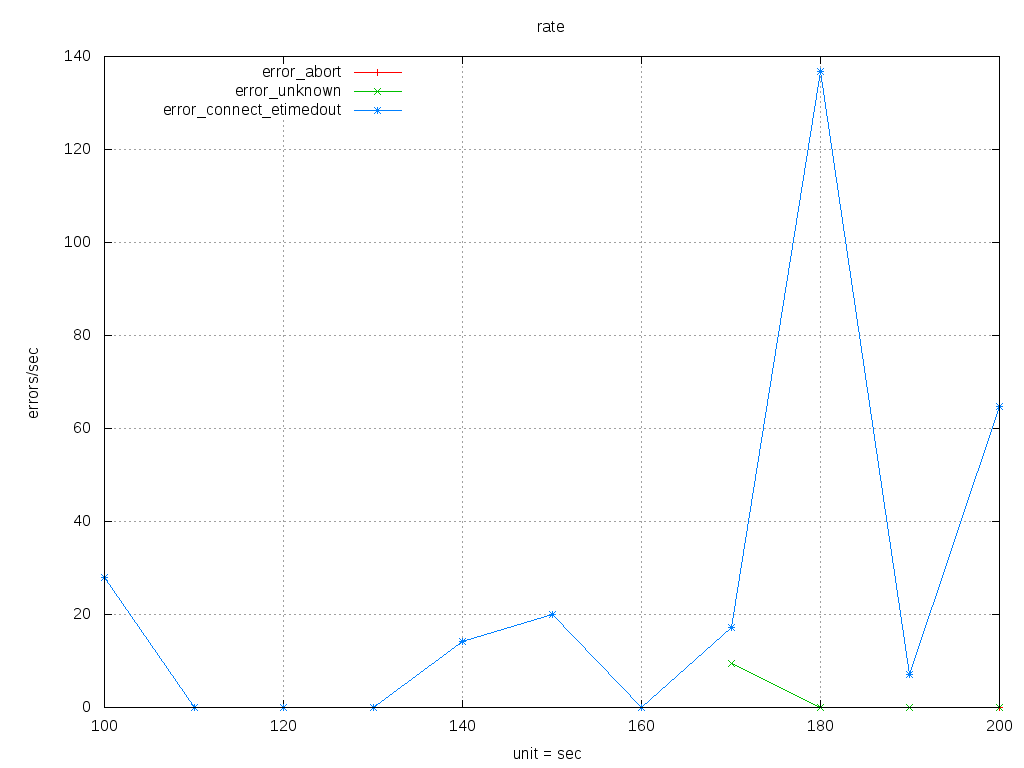 rate
140
120
100
80
60
40
20
0
errors/sec
error_abort
error_unknown
error_connect_etimedout
100 120 140 160 180 200
unit = sec